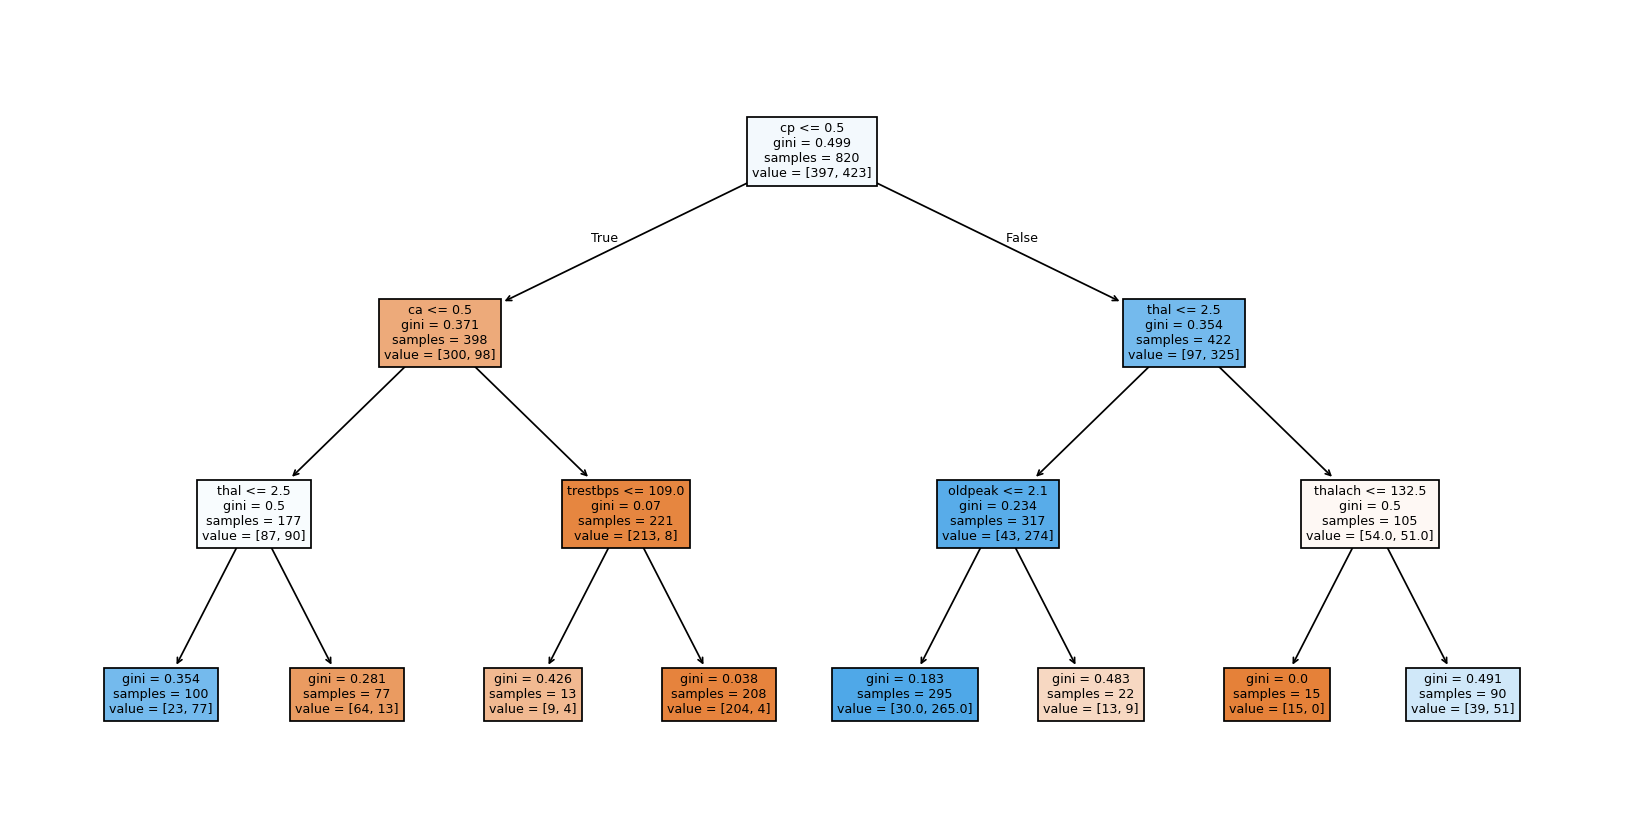 cp <= 0.5
gini = 0.499
samples = 820
value = [397, 423]
True
False
ca <= 0.5
gini = 0.371
samples = 398
value = [300, 98]
thal <= 2.5
gini = 0.354
samples = 422
value = [97, 325]
thal <= 2.5
gini = 0.5
samples = 177
value = [87, 90]
trestbps <= 109.0
gini = 0.07
samples = 221
value = [213, 8]
oldpeak <= 2.1
gini = 0.234
samples = 317
value = [43, 274]
thalach <= 132.5
gini = 0.5
samples = 105
value = [54.0, 51.0]
gini = 0.354
samples = 100
value = [23, 77]
gini = 0.281
samples = 77
value = [64, 13]
gini = 0.426
samples = 13
value = [9, 4]
gini = 0.038
samples = 208
value = [204, 4]
gini = 0.183
samples = 295
value = [30.0, 265.0]
gini = 0.483
samples = 22
value = [13, 9]
gini = 0.0
samples = 15
value = [15, 0]
gini = 0.491
samples = 90
value = [39, 51]